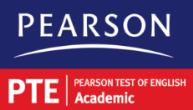 PEARSON
PTE
PEARSON TEST OF ENGLISH
Academic